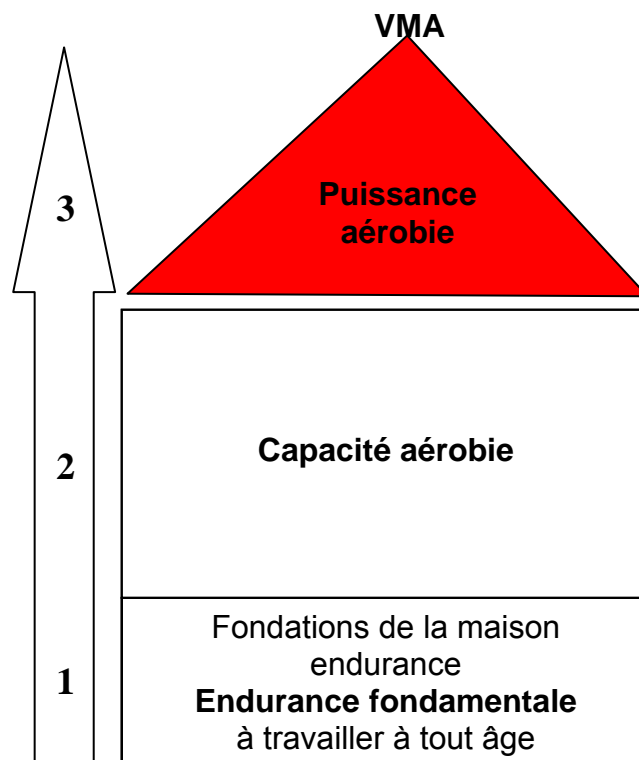 VMA
3
Puissance
aérobie
2
Capacité aérobie
1
Fondations de la maison
endurance
Endurance fondamentale
à travailler à tout âge